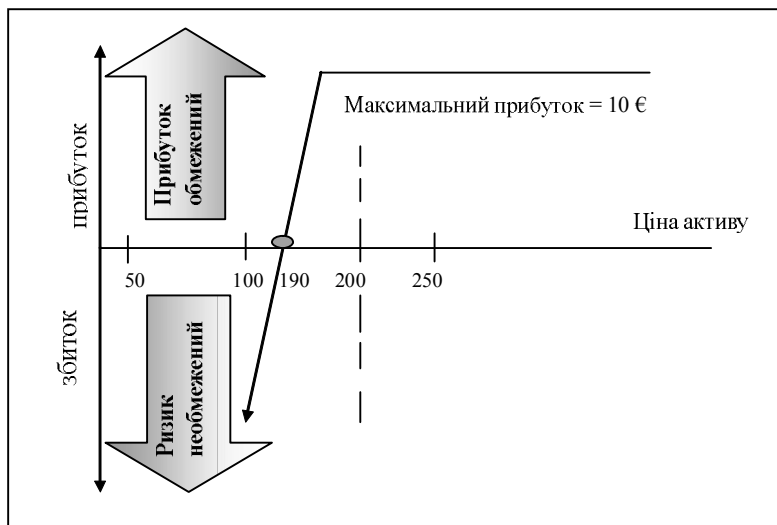 прибуток
Прибуток
обмежений
Максимальний прибуток = 10 €
Ціна активу
50 100 190 200 250
збиток
Ризик
необмежений